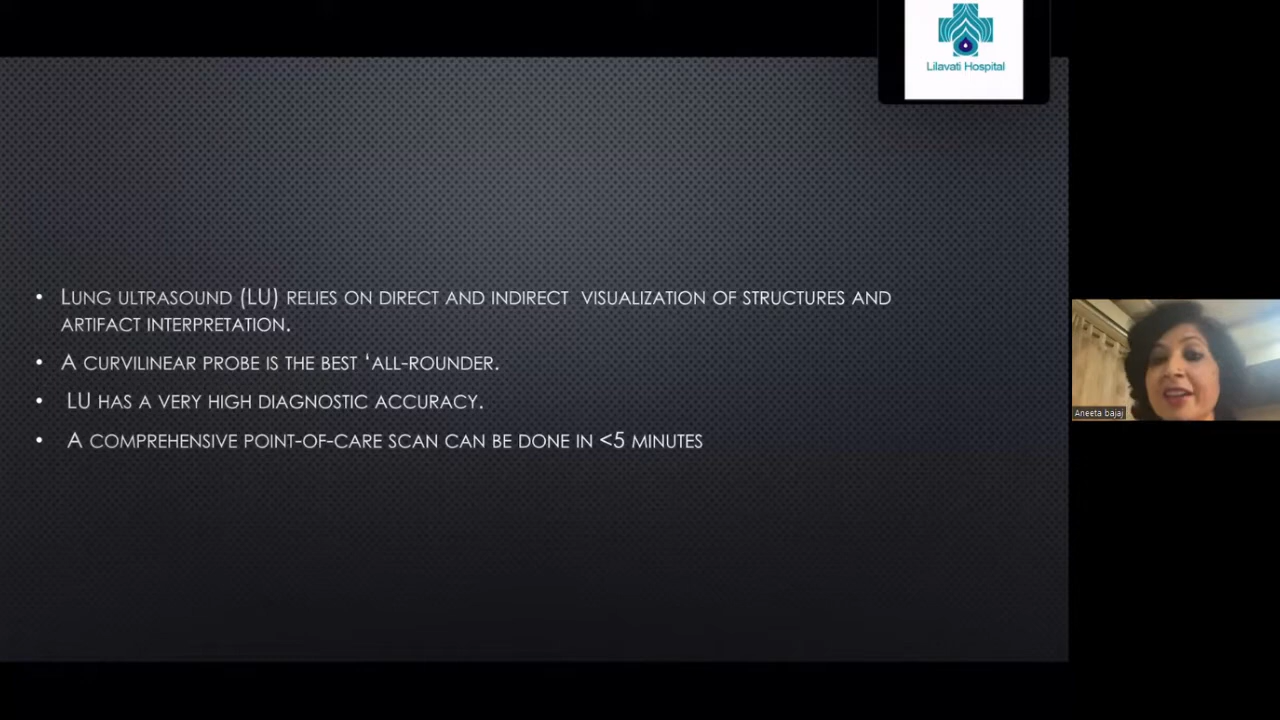 Lilavati Hospital
• LUNG ULTRASOUND (LU) RELIES ON DIRECT AND INDIRECT VISUALIZATION OF STRUCTURES AND
ARTIFACT INTERPRETATION.
• A CURVILINEAR PROBE IS THE BEST ‘ALL-ROUNDER.
• LU HAS A VERY HIGH DIAGNOSTIC ACCURACY.
• A COMPREHENSIVE POINT-OF-CARE SCAN CAN BE DONE IN <5 MINUTES
Aneeta bajaj